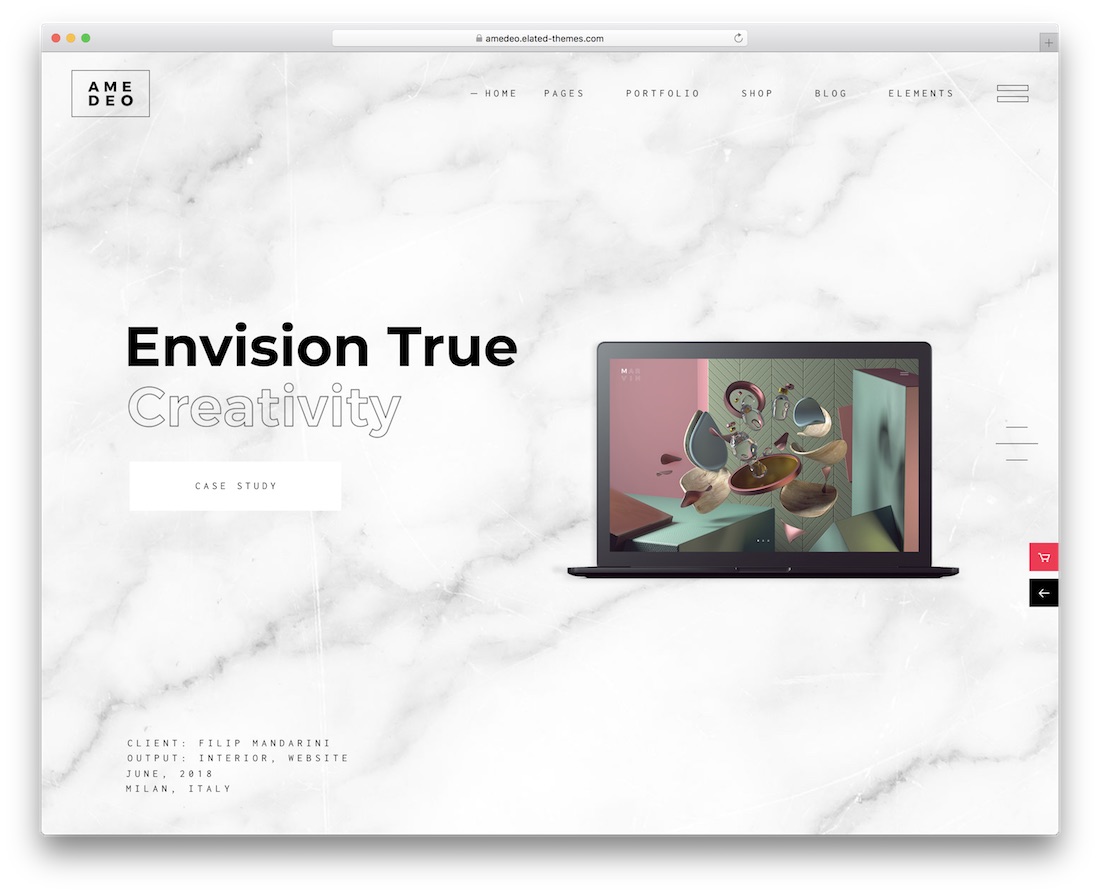 amedeo.elated-themes.com
AME
DEO
— HOME PAGES PORTFOLIO SHOP BLOG ELEMENTS
Envision True
Creativity
MAR
VIN
CASE STUDY
CLIENT: FILIP MANDARINI
OUTPUT: INTERIOR, WEBSITE
JUNE, 2018
MILAN, ITALY